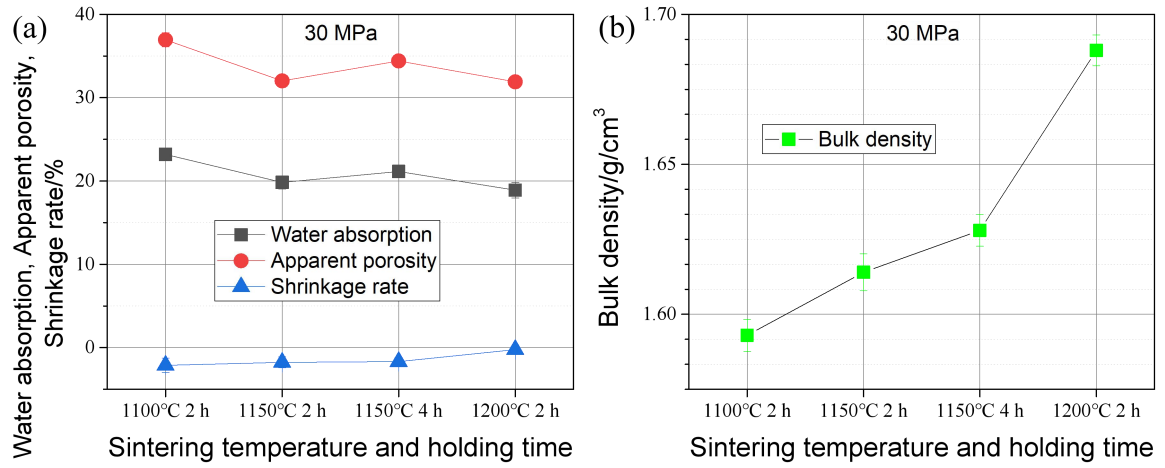 (a)
30 MPa
Water absorption, Apparent porosity,
Shrinkage rate/%
40
30
20
10
0
Water absorption
Apparent porosity
Shrinkage rate
1100°C 2 h
1150°C 2 h
1150°C 4 h
1200°C 2 h
Sintering temperature and holding time
(b)
30 MPa
Bulk density/g/cm³
1.70
1.65
1.60
Bulk density
1100°C 2 h
1150°C 2 h
1150°C 4 h
1200°C 2 h
Sintering temperature and holding time